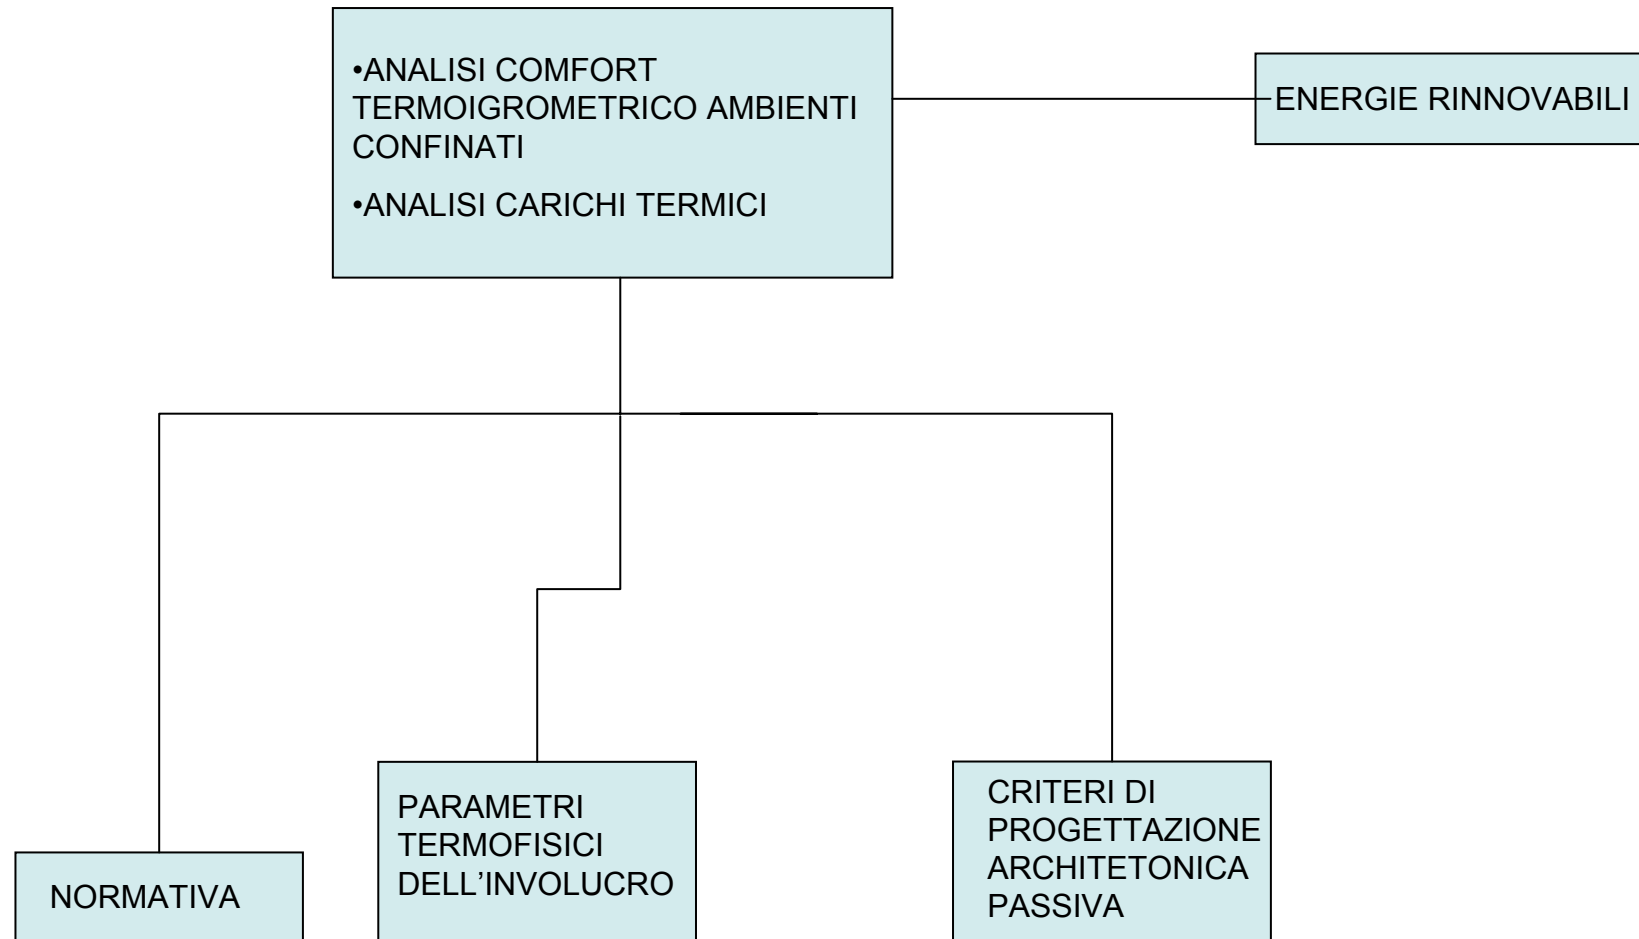 •ANALISI COMFORT
TERMOIGROMETRICO AMBIENTI
CONFINATI
•ANALISI CARICHI TERMICI
ENERGIE RINNOVABILI
NORMATIVA
PARAMETRI
TERMOFISICI
DELL’INVOLUCRO
CRITERI DI
PROGETTAZIONE
ARCHITETONICA
PASSIVA